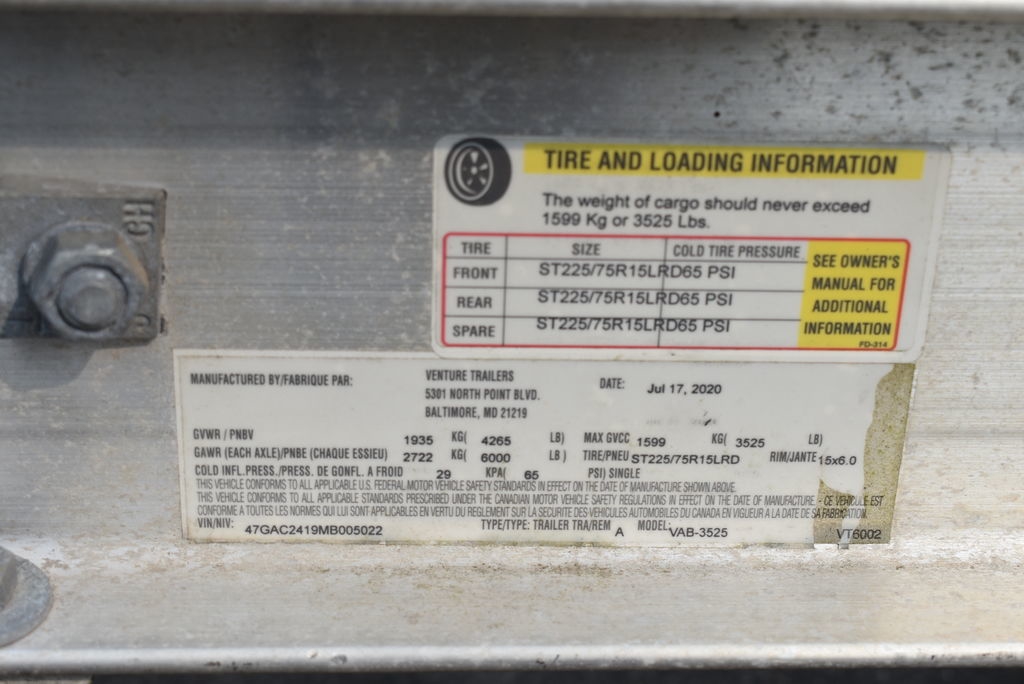 TIRE AND LOADING INFORMATION
The weight of cargo should never exceed
1599 Kg or 3525 Lbs.
TIRE SIZE COLD TIRE PRESSURE
FRONT ST225/75R15LRD65 PSI
REAR ST225/75R15LRD65 PSI
SPARE ST225/75R15LRD65 PSI
SEE OWNER'S
MANUAL FOR
ADDITIONAL
INFORMATION
FD-314
CH
MANUFACTURED BY/FABRIQUE PAR: VENTURE TRAILERS DATE: Jul 17, 2020
5301 NORTH POINT BLVD.
BALTIMORE, MD 21219
GVWR / PNBV 1935 KG( 4265 LB) MAX GVCC 1599 KG( 3525 LB)
GAWR (EACH AXLE)/PNBE (CHAQUE ESSIEU) 2722 KG( 6000 LB ) TIRE/PNEU ST225/75R15LRD RIM/JANTE 15x6.0
COLD INFL.PRESS./PRESS. DE GONFL. A FROID 29 KPA( 65 PSI) SINGLE
THIS VEHICLE CONFORMS TO ALL APPLICABLE U.S. FEDERAL MOTOR VEHICLE SAFETY STANDARDS IN EFFECT ON THE DATE OF MANUFACTURE SHOWN ABOVE.
THIS VEHICLE CONFORMS TO ALL APPLICABLE STANDARDS PRESCRIBED UNDER THE CANADIAN MOTOR VEHICLE SAFETY REGULATIONS IN EFFECT ON THE DATE OF MANUFACTURE - CE VEHICULE EST
CONFORME A TOUTES LES NORMES QUI LUI SONT APPLICABLES EN VERTU DU REGLEMENT SUR LA SECURITE DES VEHICULES AUTOMOBILES DU CANADA EN VIGUEUR A LA DATE DE SA FABRICATION.
VIN/NIV: 47GAC2419MB005022 TYPE/TYPE: TRAILER TRA/REM A MODEL: VAB-3525 VT6002